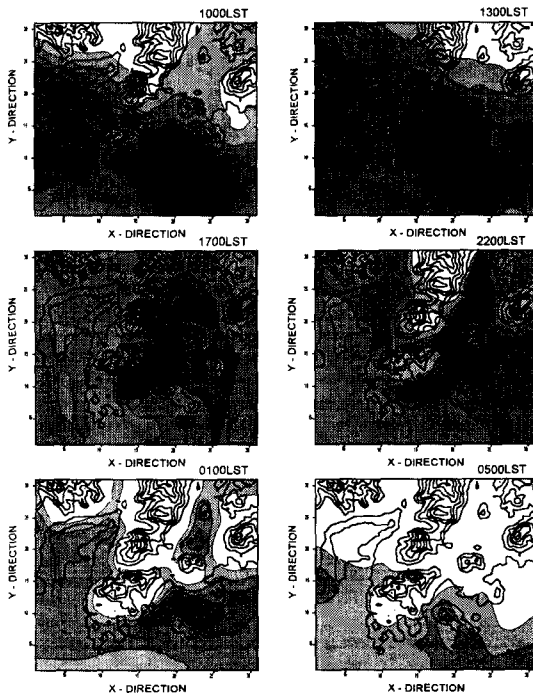 1000LST
1300LST
Y - DIRECTION
Y - DIRECTION
X - DIRECTION
X - DIRECTION
1700LST
2200LST
Y - DIRECTION
Y - DIRECTION
X - DIRECTION
X - DIRECTION
0100LST
0500LST
Y - DIRECTION
Y - DIRECTION
X - DIRECTION
X - DIRECTION